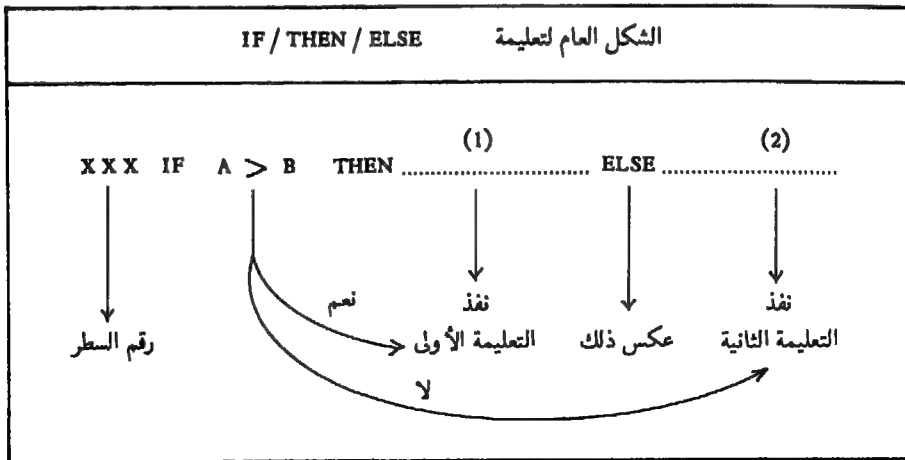 الشكل العام لتعليمة IF / THEN / ELSE
(1) (2)
XXX IF A > B THEN .................... ELSE ....................
نعم نفذ نفذ
رقم السطر التعليمة الأولى عكس ذلك التعليمة الثانية
لا